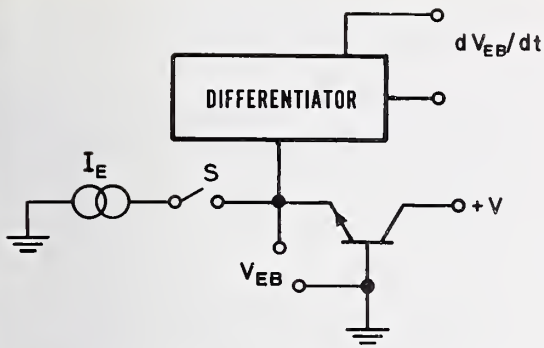 dV_EB/dt
DIFFERENTIATOR
I_E
S
+V
V_EB